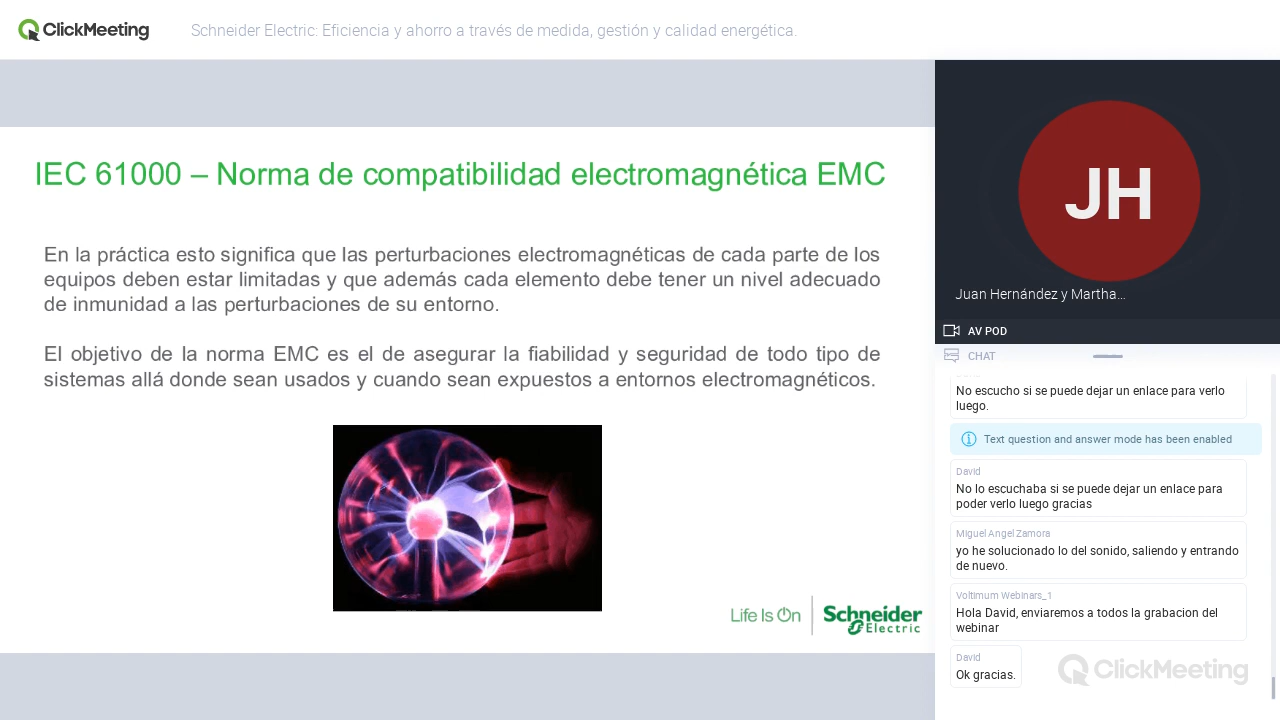 ClickMeeting
Schneider Electric: Eficiencia y ahorro a través de medida, gestión y calidad energética.
IEC 61000 – Norma de compatibilidad electromagnética EMC
En la práctica esto significa que las perturbaciones electromagnéticas de cada parte de los
equipos deben estar limitadas y que además cada elemento debe tener un nivel adecuado
de inmunidad a las perturbaciones de su entorno.
El objetivo de la norma EMC es el de asegurar la fiabilidad y seguridad de todo tipo de
sistemas allá donde sean usados y cuando sean expuestos a entornos electromagnéticos.
Life Is On
Schneider
Electric
JH
Juan Hernández y Martha...
AV POD
CHAT
No escucho si se puede dejar un enlace para verlo
luego.
Text question and answer mode has been enabled
David
No lo escuchaba si se puede dejar un enlace para
poder verlo luego gracias
Miguel Angel Zamora
yo he solucionado lo del sonido, saliendo y entrando
de nuevo.
Voltimum Webinars_1
Hola David, enviaremos a todos la grabacion del
webinar
David
Ok gracias.
ClickMeeting